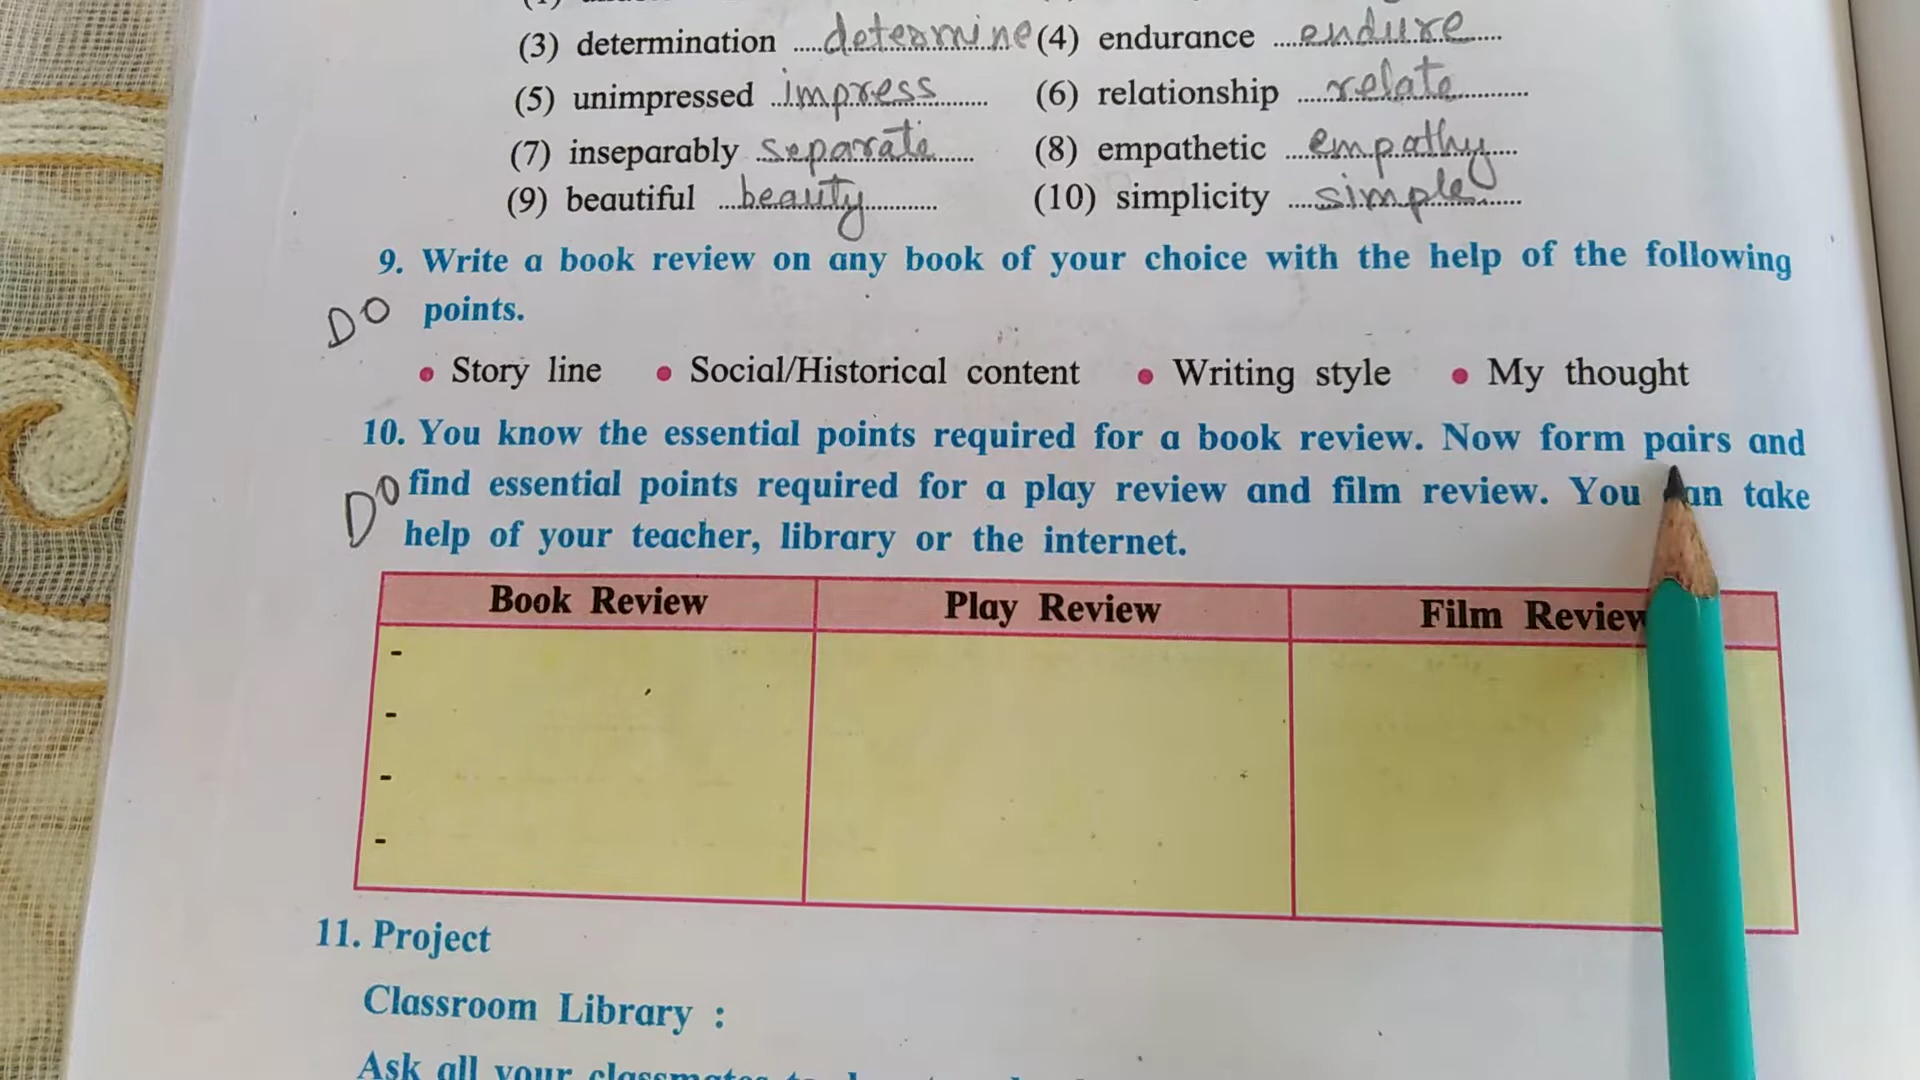 (3) determination ..... determine (4) endurance ..... endure
(5) unimpressed ..... impress (6) relationship ..... relate
(7) inseparably ..... separate (8) empathetic ..... empathy
(9) beautiful ..... beauty (10) simplicity ..... simple
9. Write a book review on any book of your choice with the help of the following
DO points.
• Story line • Social/Historical content • Writing style • My thought
10. You know the essential points required for a book review. Now form pairs and
DO find essential points required for a play review and film review. You can take
help of your teacher, library or the internet.
Book Review Play Review Film Review
-
-
-
-
11. Project
Classroom Library :
Ask all your classmates to